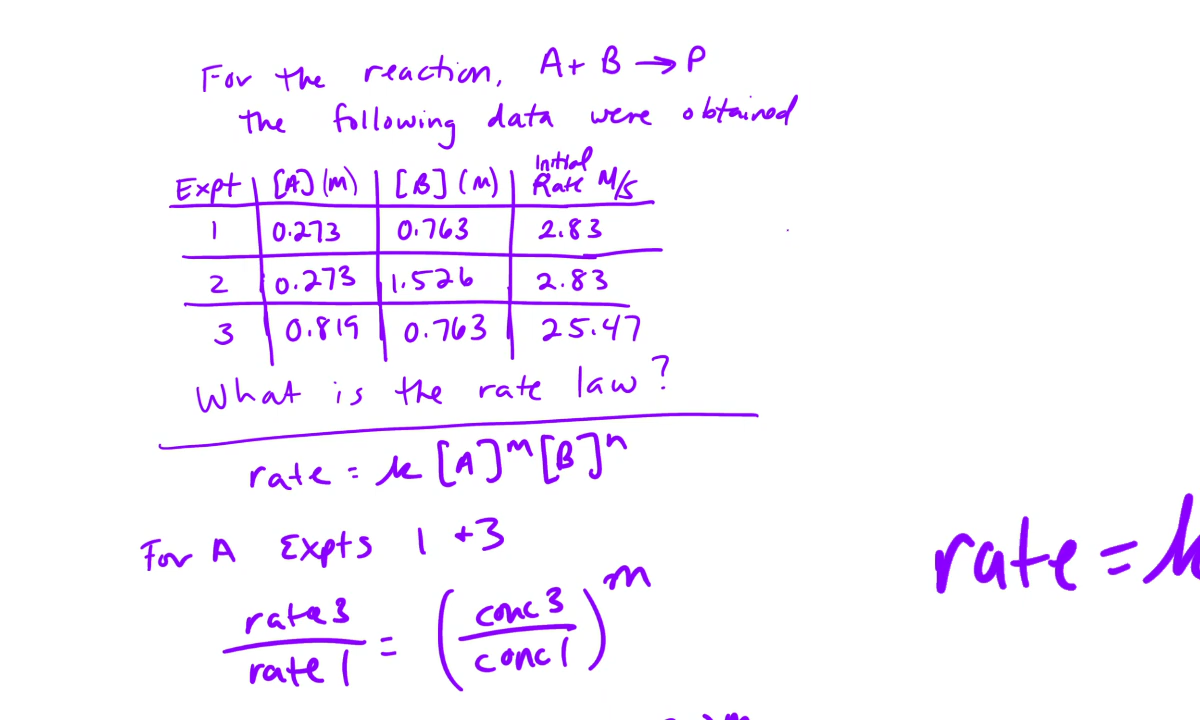 For the reaction, A + B → P
the following data were obtained
Expt [A] (M) [B] (M) Initial Rate M/s
1 0.273 0.763 2.83
2 0.273 1.526 2.83
3 0.819 0.763 25.47
What is the rate law?
rate = k [A]^m [B]^n
For A Expts 1 + 3
rate 3 / rate 1 = (conc 3 / conc 1)^m
rate = k